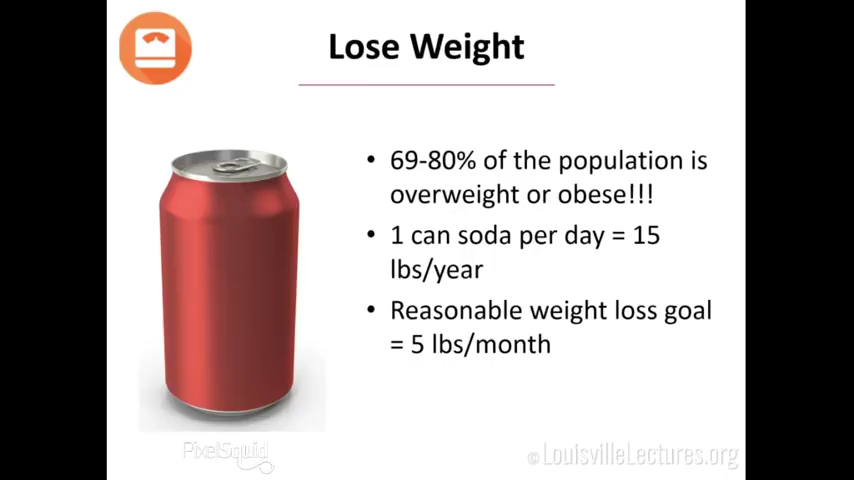 Lose Weight
• 69-80% of the population is
overweight or obese!!!
• 1 can soda per day = 15
lbs/year
• Reasonable weight loss goal
= 5 lbs/month
PixelSquid
©LouisvilleLectures.org